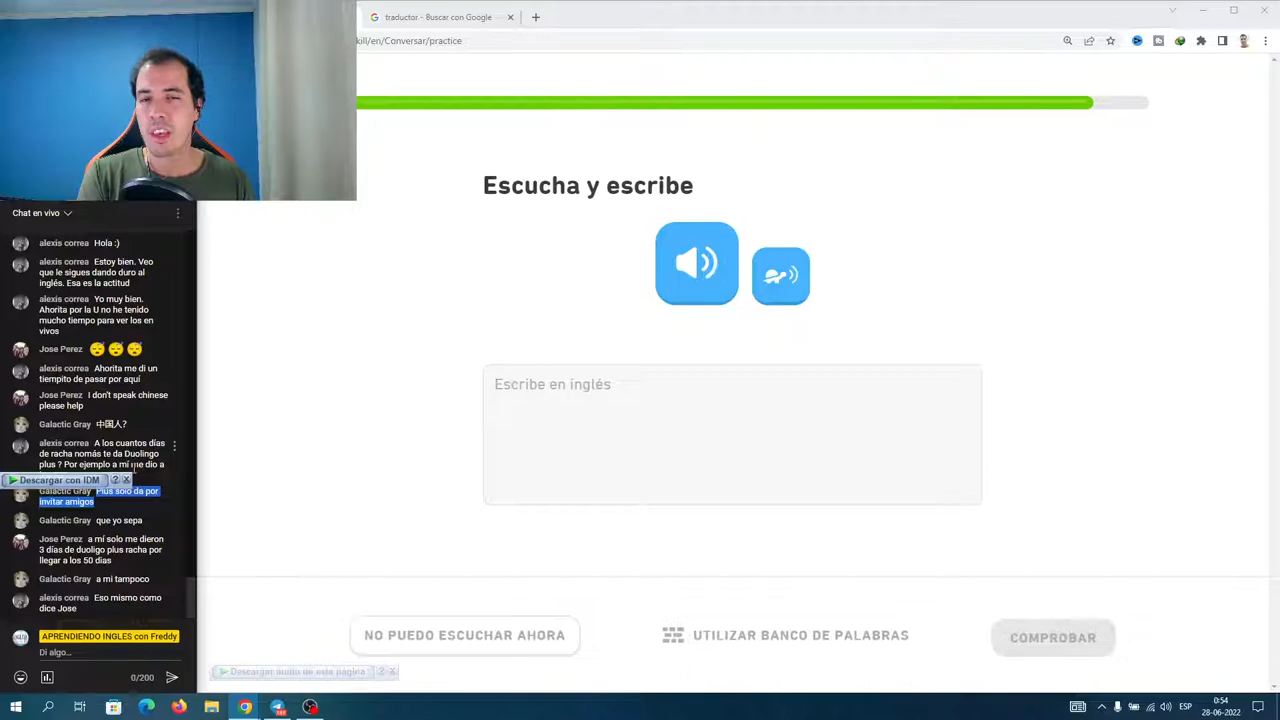 traductor - Buscar con Google
kill/en/Conversar/practice
Escucha y escribe
Escribe en inglés
NO PUEDO ESCUCHAR AHORA
UTILIZAR BANCO DE PALABRAS
COMPROBAR
Descargar audio de esta página
Chat en vivo
alexis correa Hola :)
alexis correa Estoy bien. Veo
que le sigues dando duro al
inglés. Esa es la actitud
alexis correa Yo muy bien.
Ahorita por la U no he tenido
mucho tiempo para ver los en
vivos
Jose Perez
alexis correa Ahorita me di un
tiempito de pasar por aquí
Jose Perez I don't speak chinese
please help
Galactic Gray 中国人?
alexis correa A los cuantos días
de racha nomás te da Duolingo
plus ? Por ejemplo a mí me dio a
Descargar con IDM
Galactic Gray Plus solo da por
invitar amigos
Galactic Gray que yo sepa
Jose Perez a mí solo me dieron
3 días de duoligo plus racha por
llegar a los 50 dias
Galactic Gray a mi tampoco
alexis correa Eso mismo como
dice Jose
APRENDIENDO INGLES con Freddy
Di algo...
0/200
ESP
0:54
28-06-2022